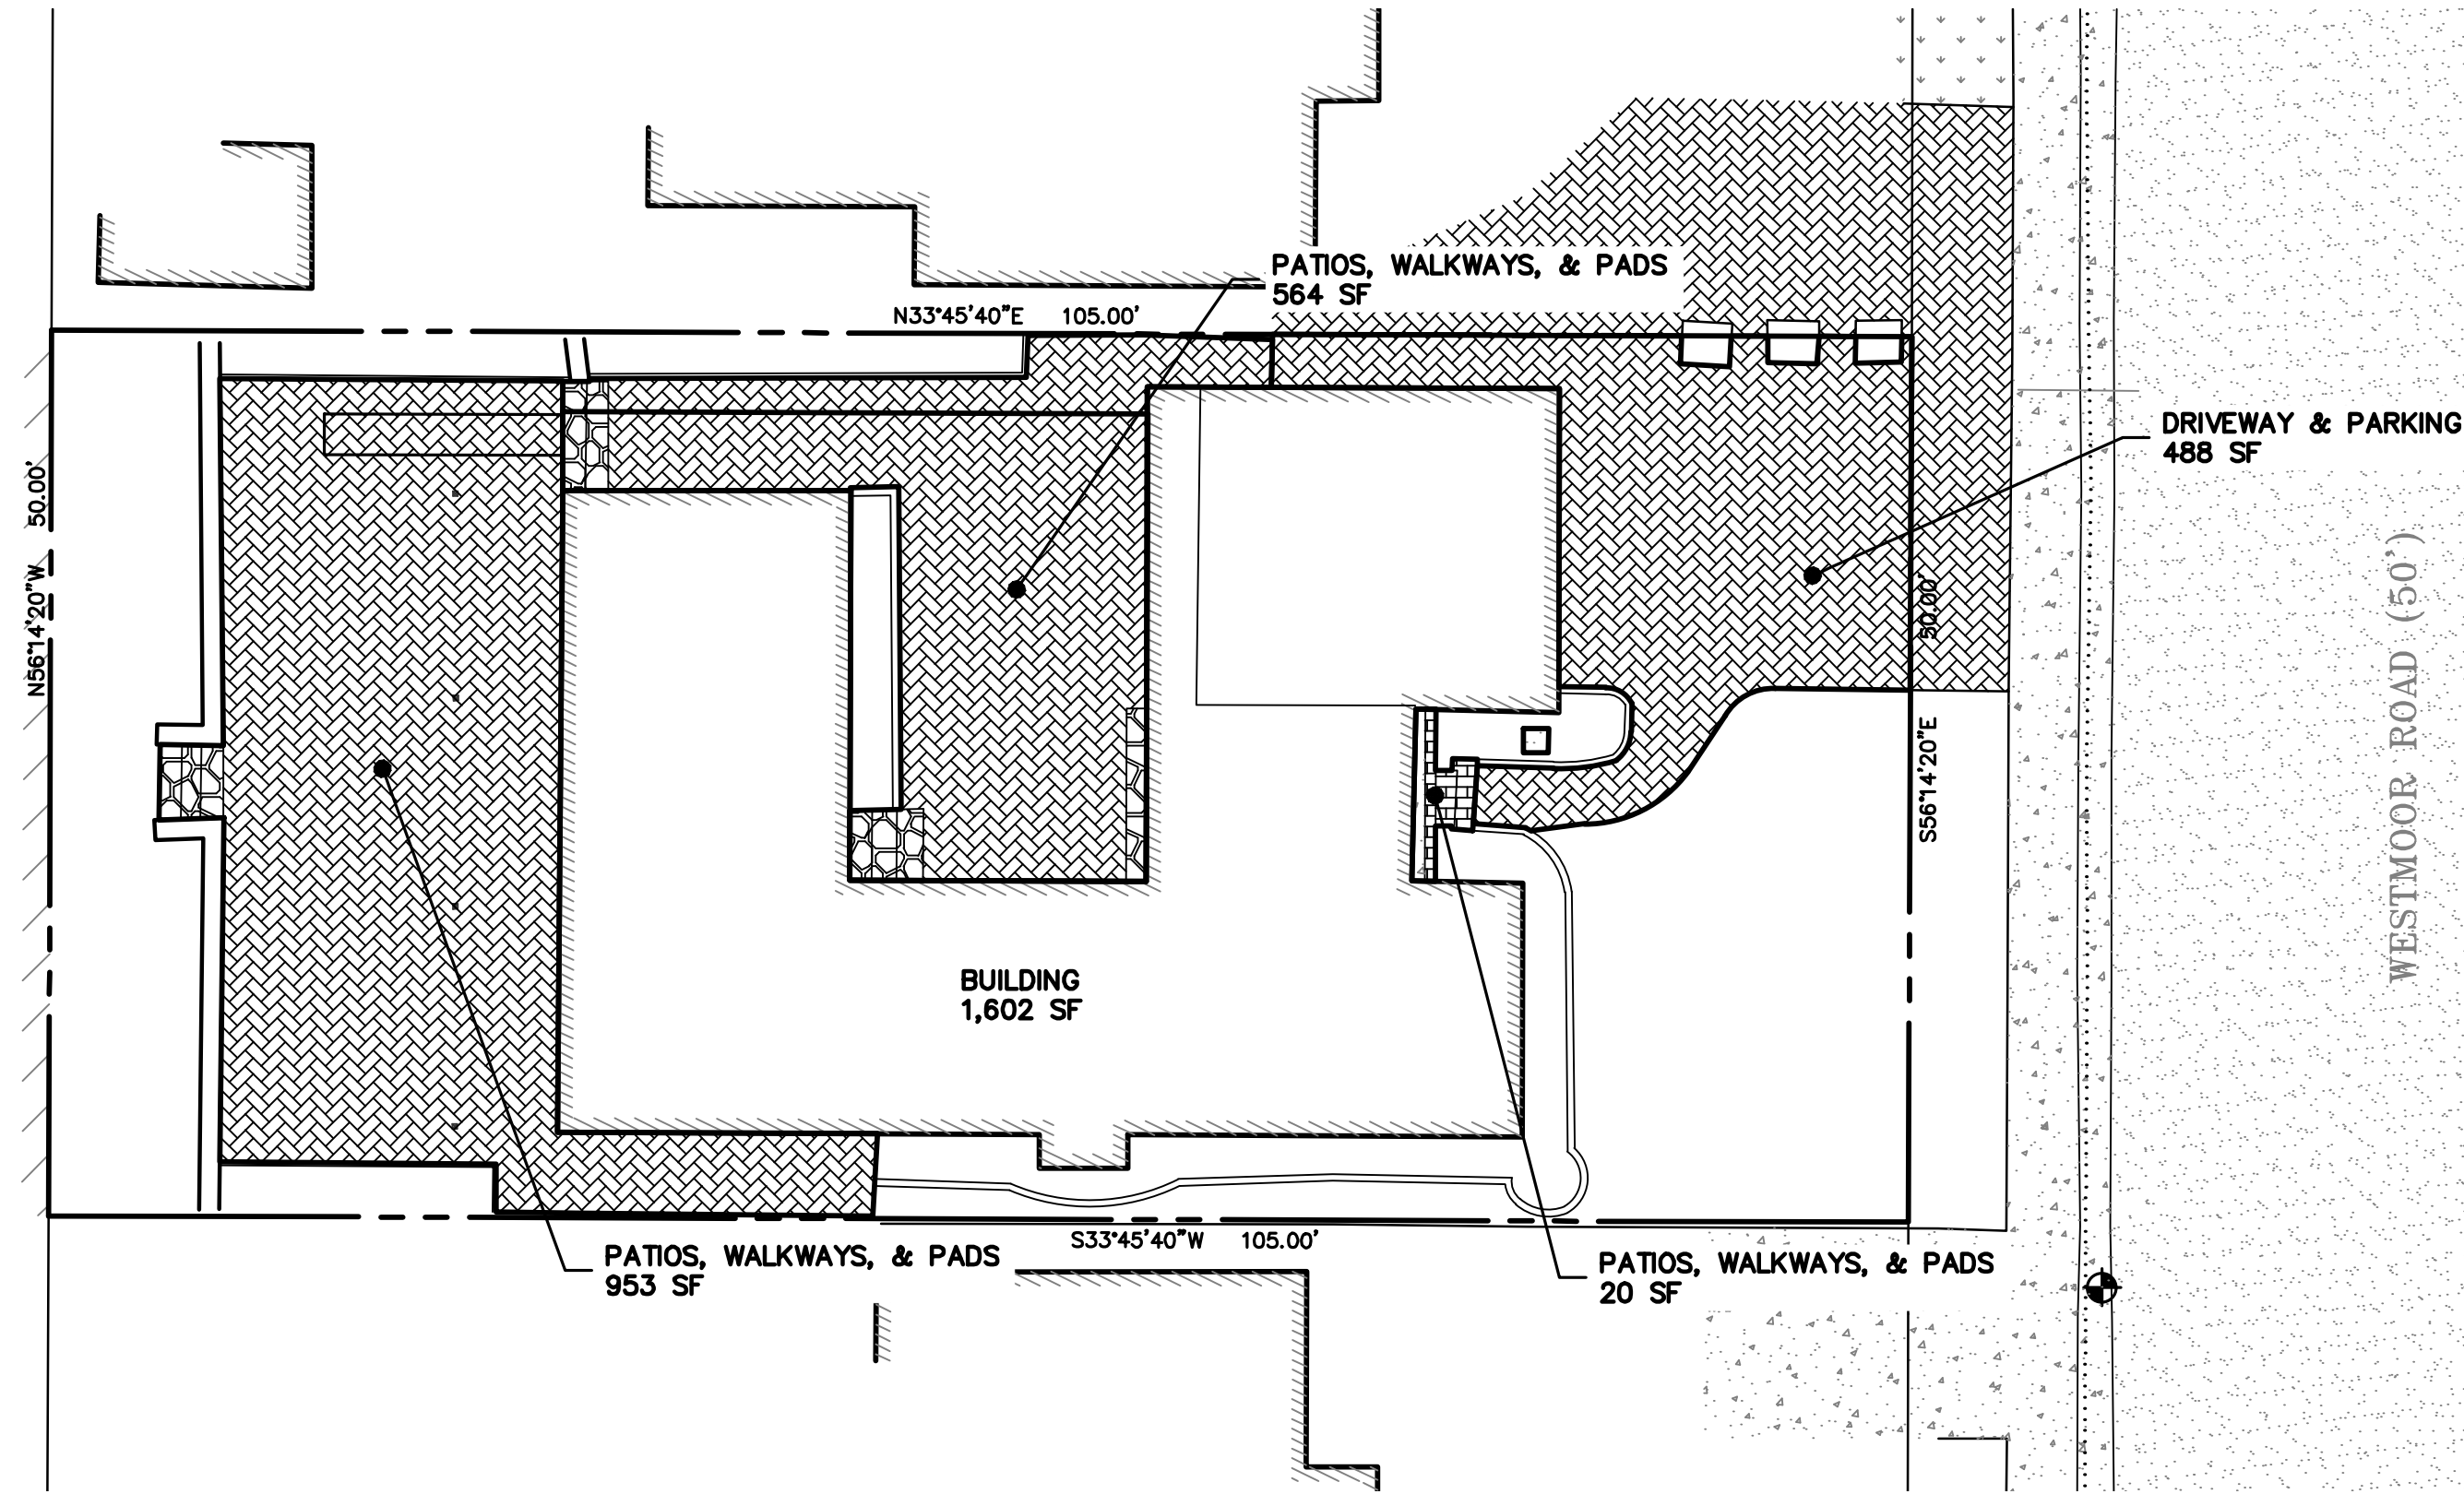 PATIOS, WALKWAYS, & PADS
564 SF
N33°45'40"E 105.00'
DRIVEWAY & PARKING
488 SF
N56°14'20"W 50.00'
50.00'
S56°14'20"E
WESTMOOR ROAD (50')
BUILDING
1,602 SF
S33°45'40"W 105.00'
PATIOS, WALKWAYS, & PADS
953 SF
PATIOS, WALKWAYS, & PADS
20 SF